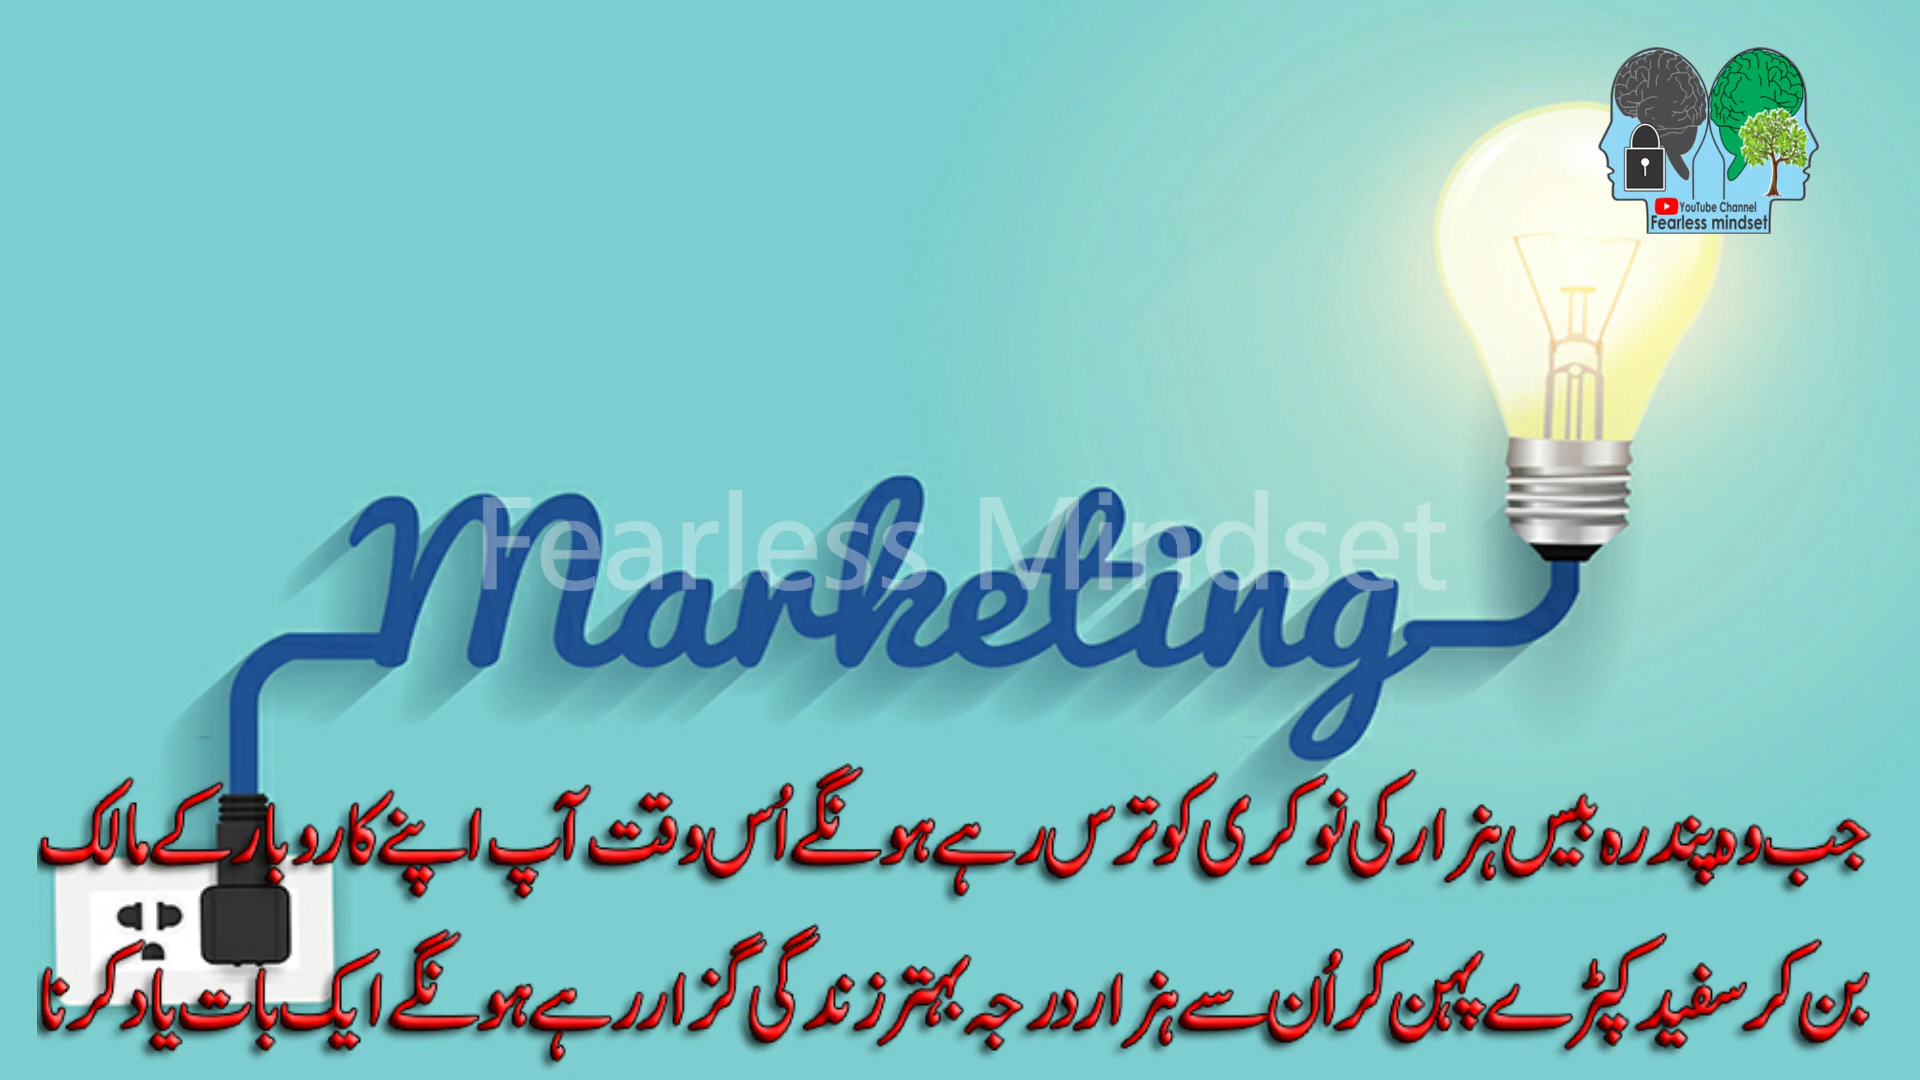 YouTube Channel
Fearless mindset
Marketing
Fearless Mindset
جب وہ پندرہ بیس ہزار کی نوکری کو ترس رہے ہونگے اُس وقت آپ اپنے کاروبار کے مالک
بن کر سفید کپڑے پہن کر اُن سے ہزار درجہ بہتر زندگی گزار رہے ہونگے ایک بات یاد کرنا